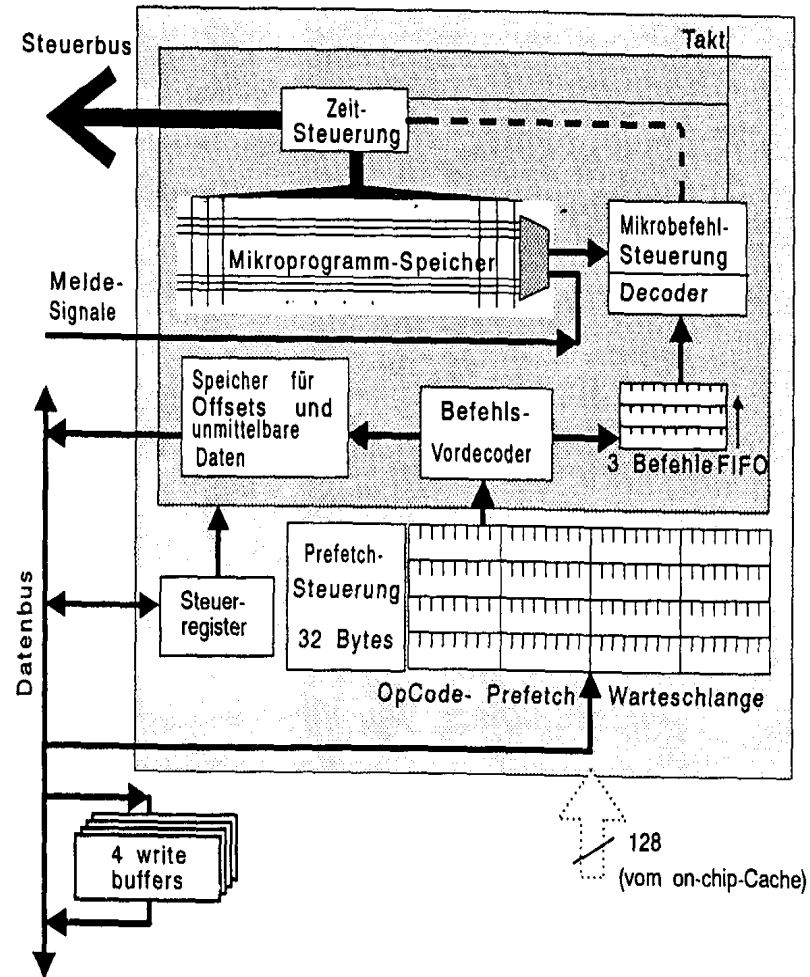 Takt
Steuerbus
Zeit-
Steuerung
Mikrobefehl-
Steuerung
Mikroprogramm-Speicher
Decoder
Melde-
Signale
Speicher für
Offsets und
unmittelbare
Daten
Befehls-
Vordecoder
3 Befehle FIFO
Prefetch-
Steuerung
32 Bytes
Steuer-
register
Datenbus
OpCode- Prefetch Warteschlange
4 write
buffers
128
(vom on-chip-Cache)